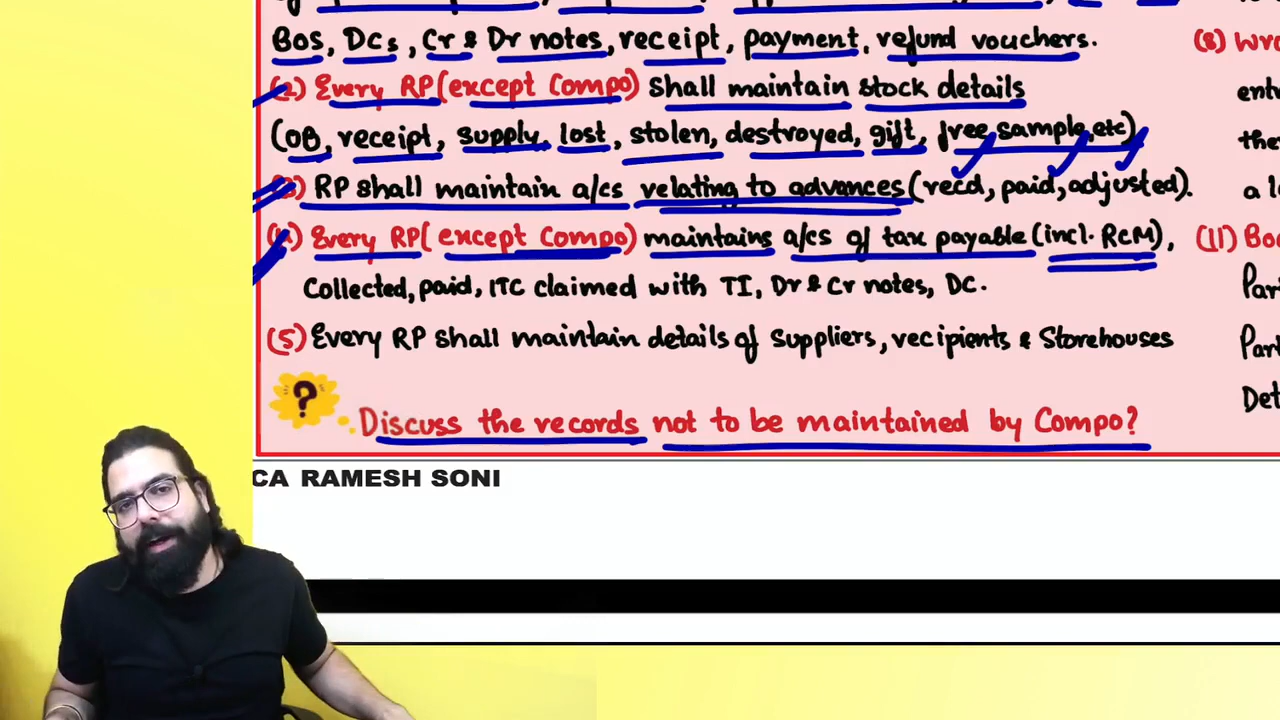 Bos, DCs, Cr & Dr notes, receipt, payment, refund vouchers.
(2) Every RP (except Compo) Shall maintain stock details
(OB, receipt, supply, lost, stolen, destroyed, gift, free sample, etc)
RP shall maintain a/cs relating to advances (recd, paid, adjusted).
(4) Every RP (except Compo) maintains a/cs of tax payable (incl. RCM),
Collected, paid, ITC claimed with TI, Dr & Cr notes, DC.
(5) Every RP shall maintain details of Suppliers, recipients & Storehouses
?
Discuss the records not to be maintained by Compo?
CA RAMESH SONI
(8)
a
(11)